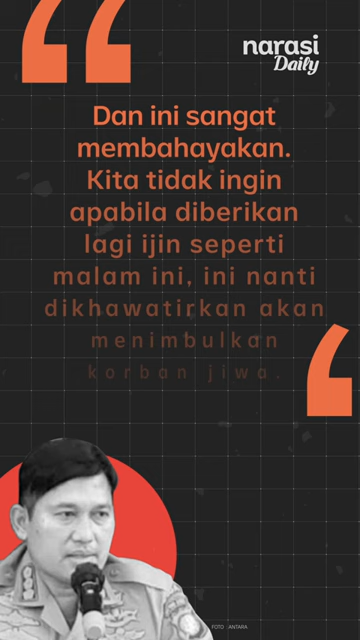 narasi
Daily
Dan ini sangat
membahayakan.
Kita tidak ingin
apabila diberikan
lagi ijin seperti
malam ini, ini nanti
dikhawatirkan akan
menimbulkan
korban jiwa.
FOTO : ANTARA